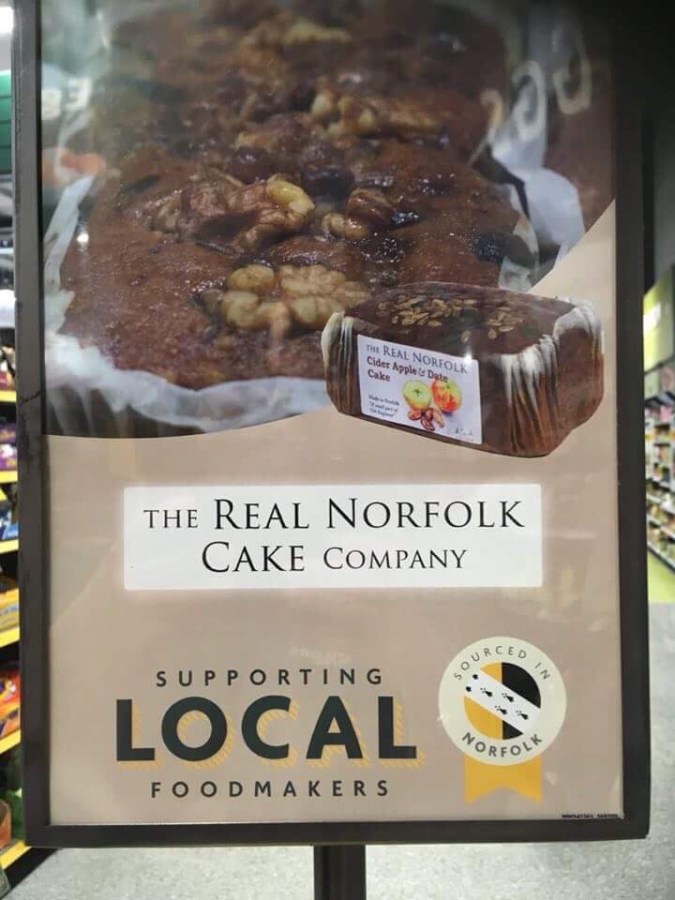 THE REAL NORFOLK
Cider Apple & Date
Cake
THE REAL NORFOLK
CAKE COMPANY
SUPPORTING
LOCAL
FOODMAKERS
SOURCED IN
NORFOLK